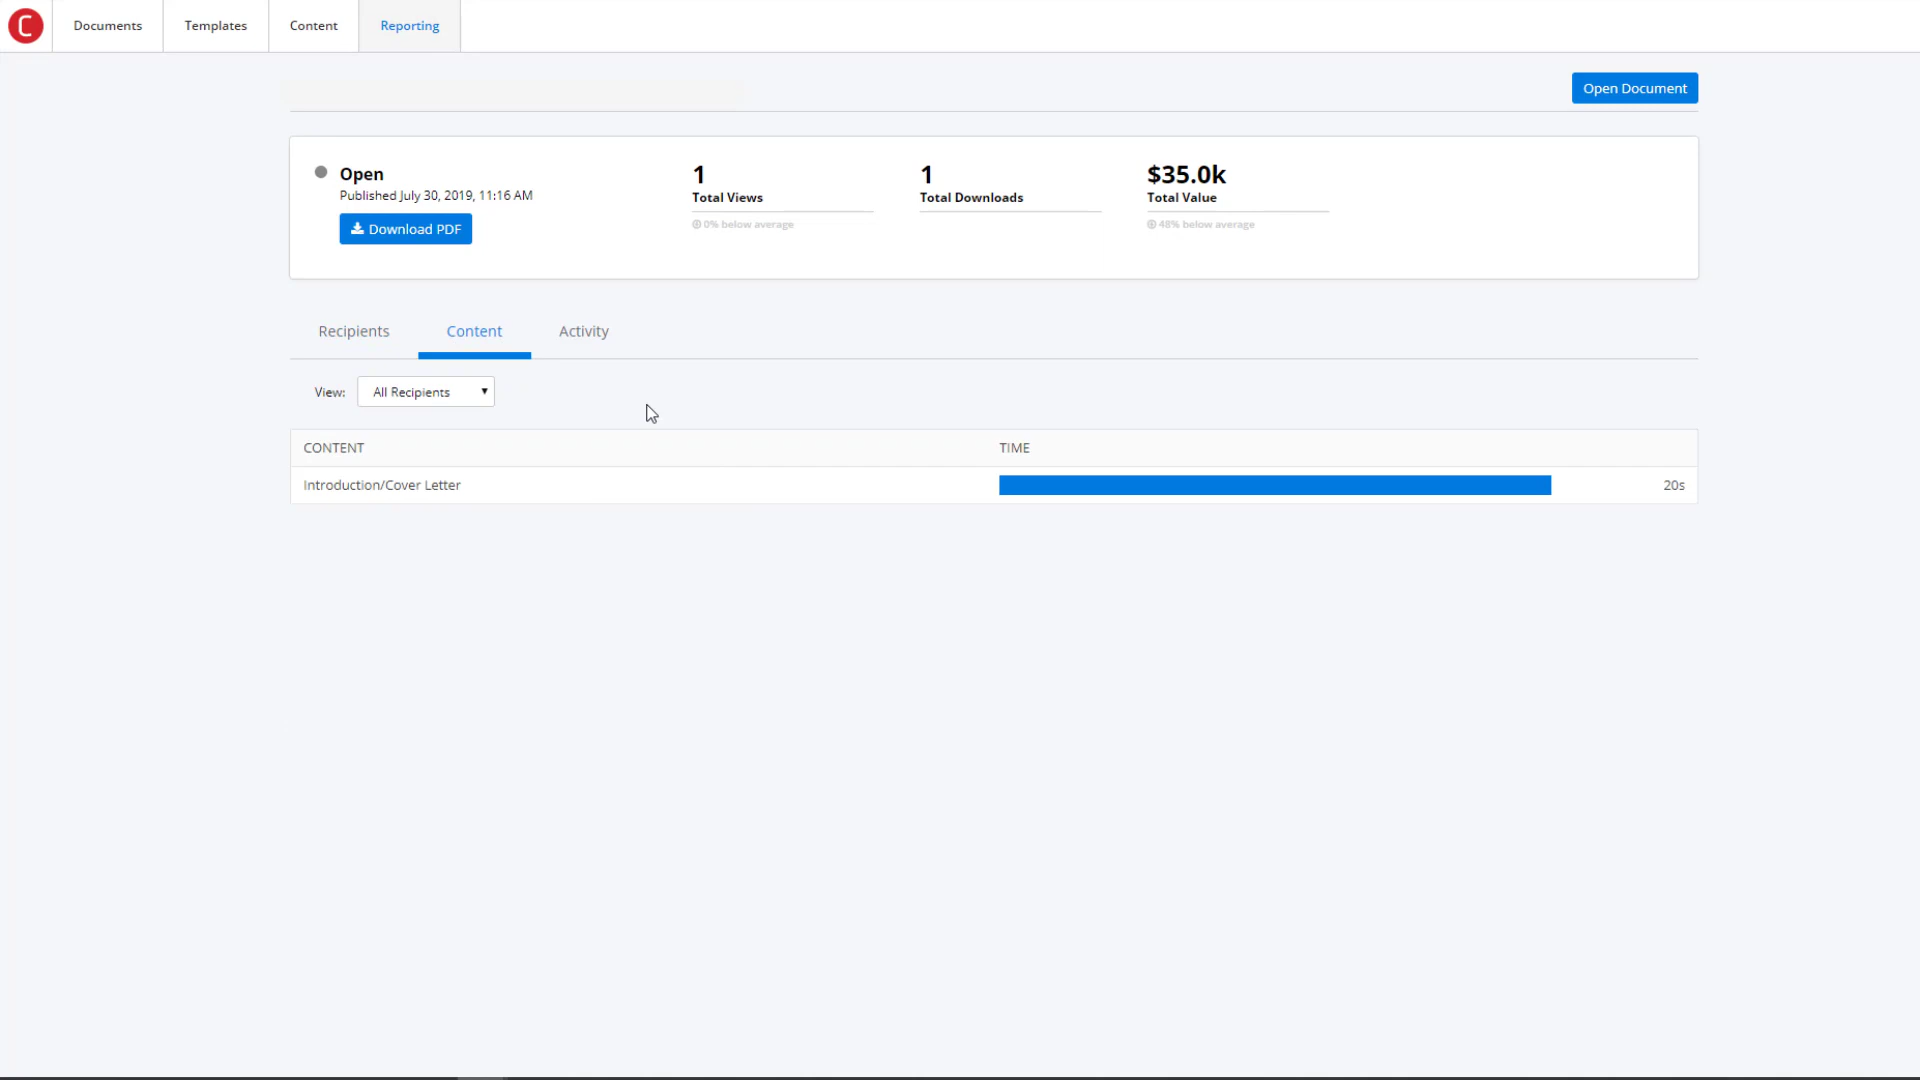 C
Documents
Templates
Content
Reporting
Open Document
Open
Published July 30, 2019, 11:16 AM
Download PDF
1
Total Views
0% below average
1
Total Downloads
$35.0k
Total Value
48% below average
Recipients
Content
Activity
View:
All Recipients
CONTENT
TIME
Introduction/Cover Letter
20s